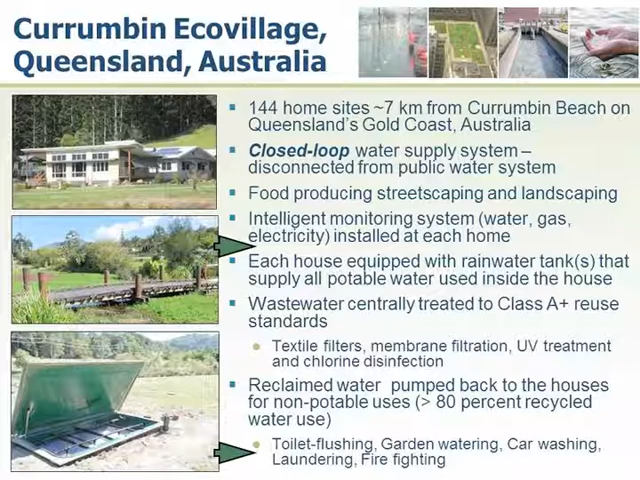 Currumbin Ecovillage,
Queensland, Australia
▪ 144 home sites ~7 km from Currumbin Beach on
Queensland's Gold Coast, Australia
▪ Closed-loop water supply system –
disconnected from public water system
▪ Food producing streetscaping and landscaping
▪ Intelligent monitoring system (water, gas,
electricity) installed at each home
▪ Each house equipped with rainwater tank(s) that
supply all potable water used inside the house
▪ Wastewater centrally treated to Class A+ reuse
standards
● Textile filters, membrane filtration, UV treatment
and chlorine disinfection
▪ Reclaimed water pumped back to the houses
for non-potable uses (> 80 percent recycled
water use)
● Toilet-flushing, Garden watering, Car washing,
Laundering, Fire fighting